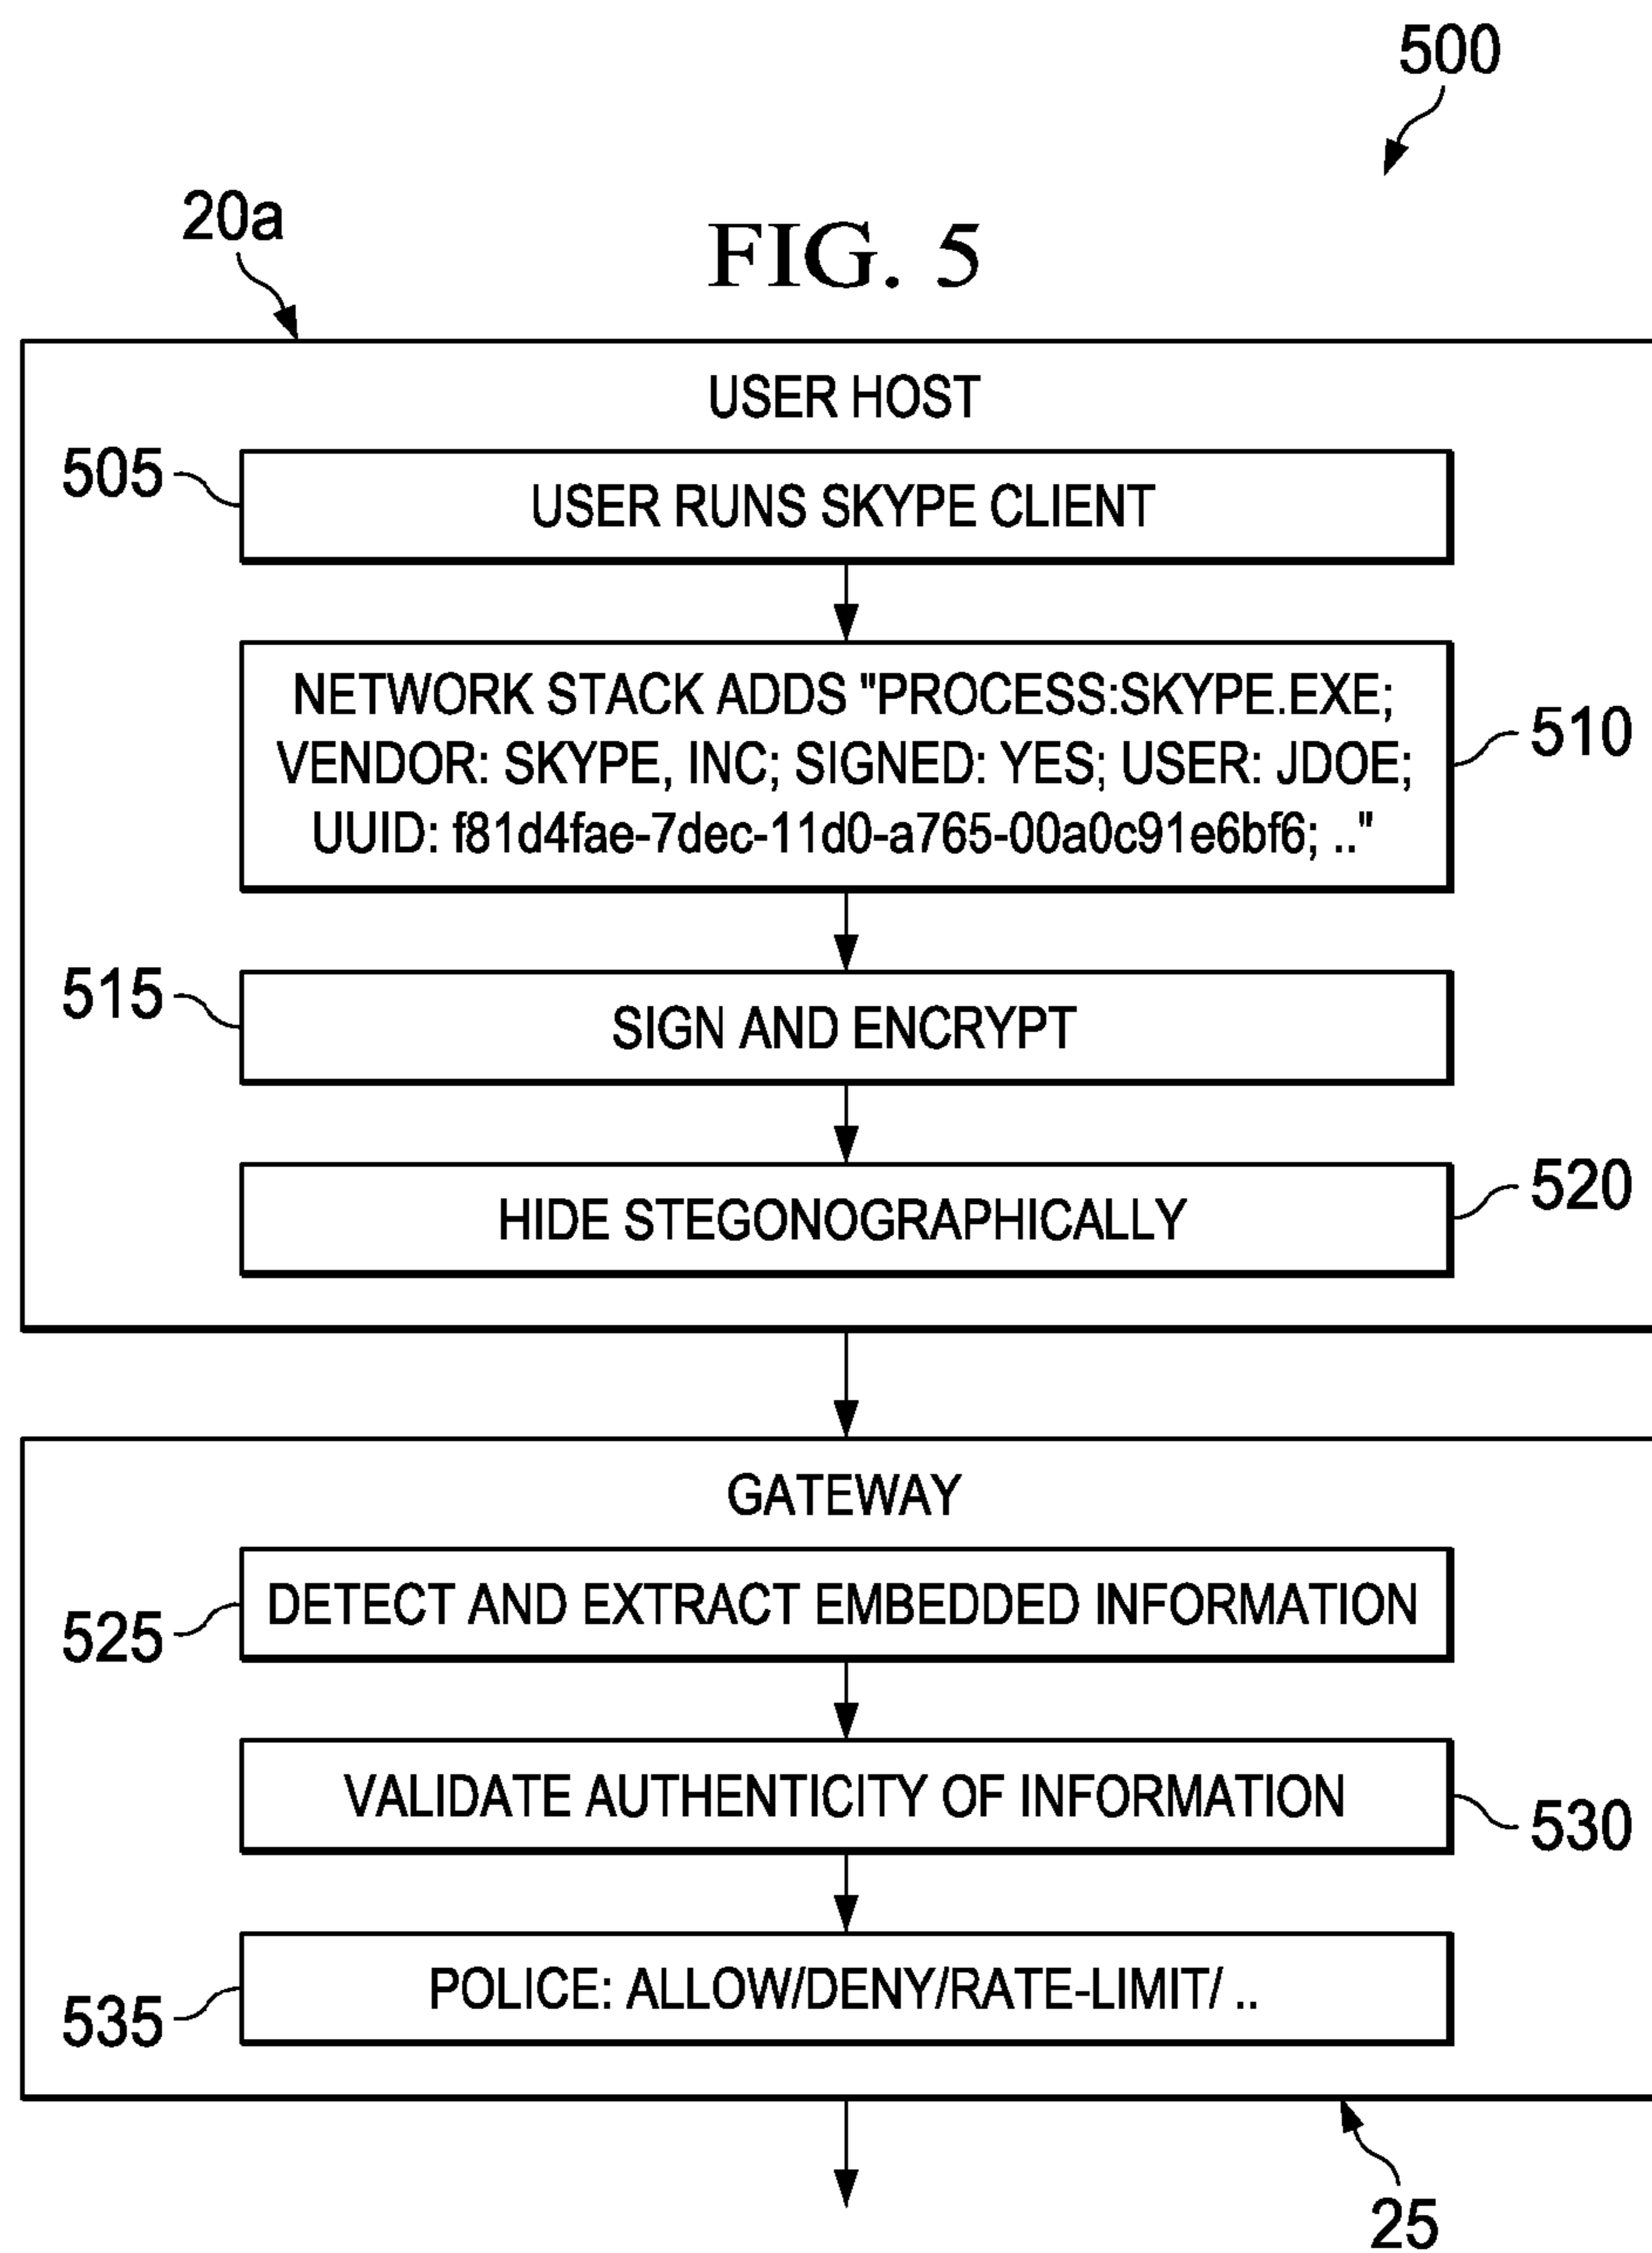 500
20a
FIG. 5
USER HOST
505
USER RUNS SKYPE CLIENT
NETWORK STACK ADDS "PROCESS:SKYPE.EXE;
VENDOR: SKYPE, INC; SIGNED: YES; USER: JDOE;
UUID: f81d4fae-7dec-11d0-a765-00a0c91e6bf6; .."
510
515
SIGN AND ENCRYPT
HIDE STEGONOGRAPHICALLY
520
GATEWAY
525
DETECT AND EXTRACT EMBEDDED INFORMATION
VALIDATE AUTHENTICITY OF INFORMATION
530
535
POLICE: ALLOW/DENY/RATE-LIMIT/ ..
25